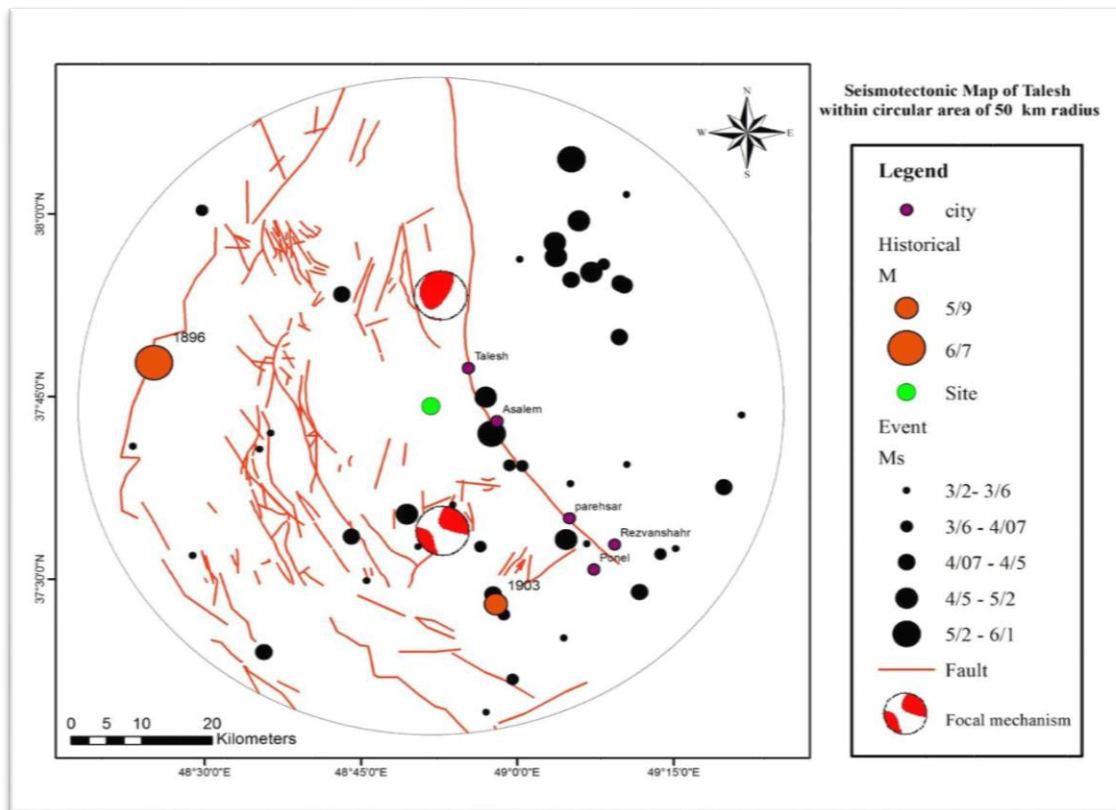 Seismotectonic Map of Talesh
within circular area of 50 km radius
N
W
E
S
Legend
city
Historical
M
5/9
6/7
Site
Event
Ms
3/2- 3/6
3/6 - 4/07
4/07 - 4/5
4/5 - 5/2
5/2 - 6/1
Fault
Focal mechanism
1896
Talesh
Asalem
parehsar
Rezvanshahr
Ponel
1903
38°0'0"N
37°45'0"N
37°30'0"N
0 5 10 20
Kilometers
48°30'0"E 48°45'0"E 49°0'0"E 49°15'0"E